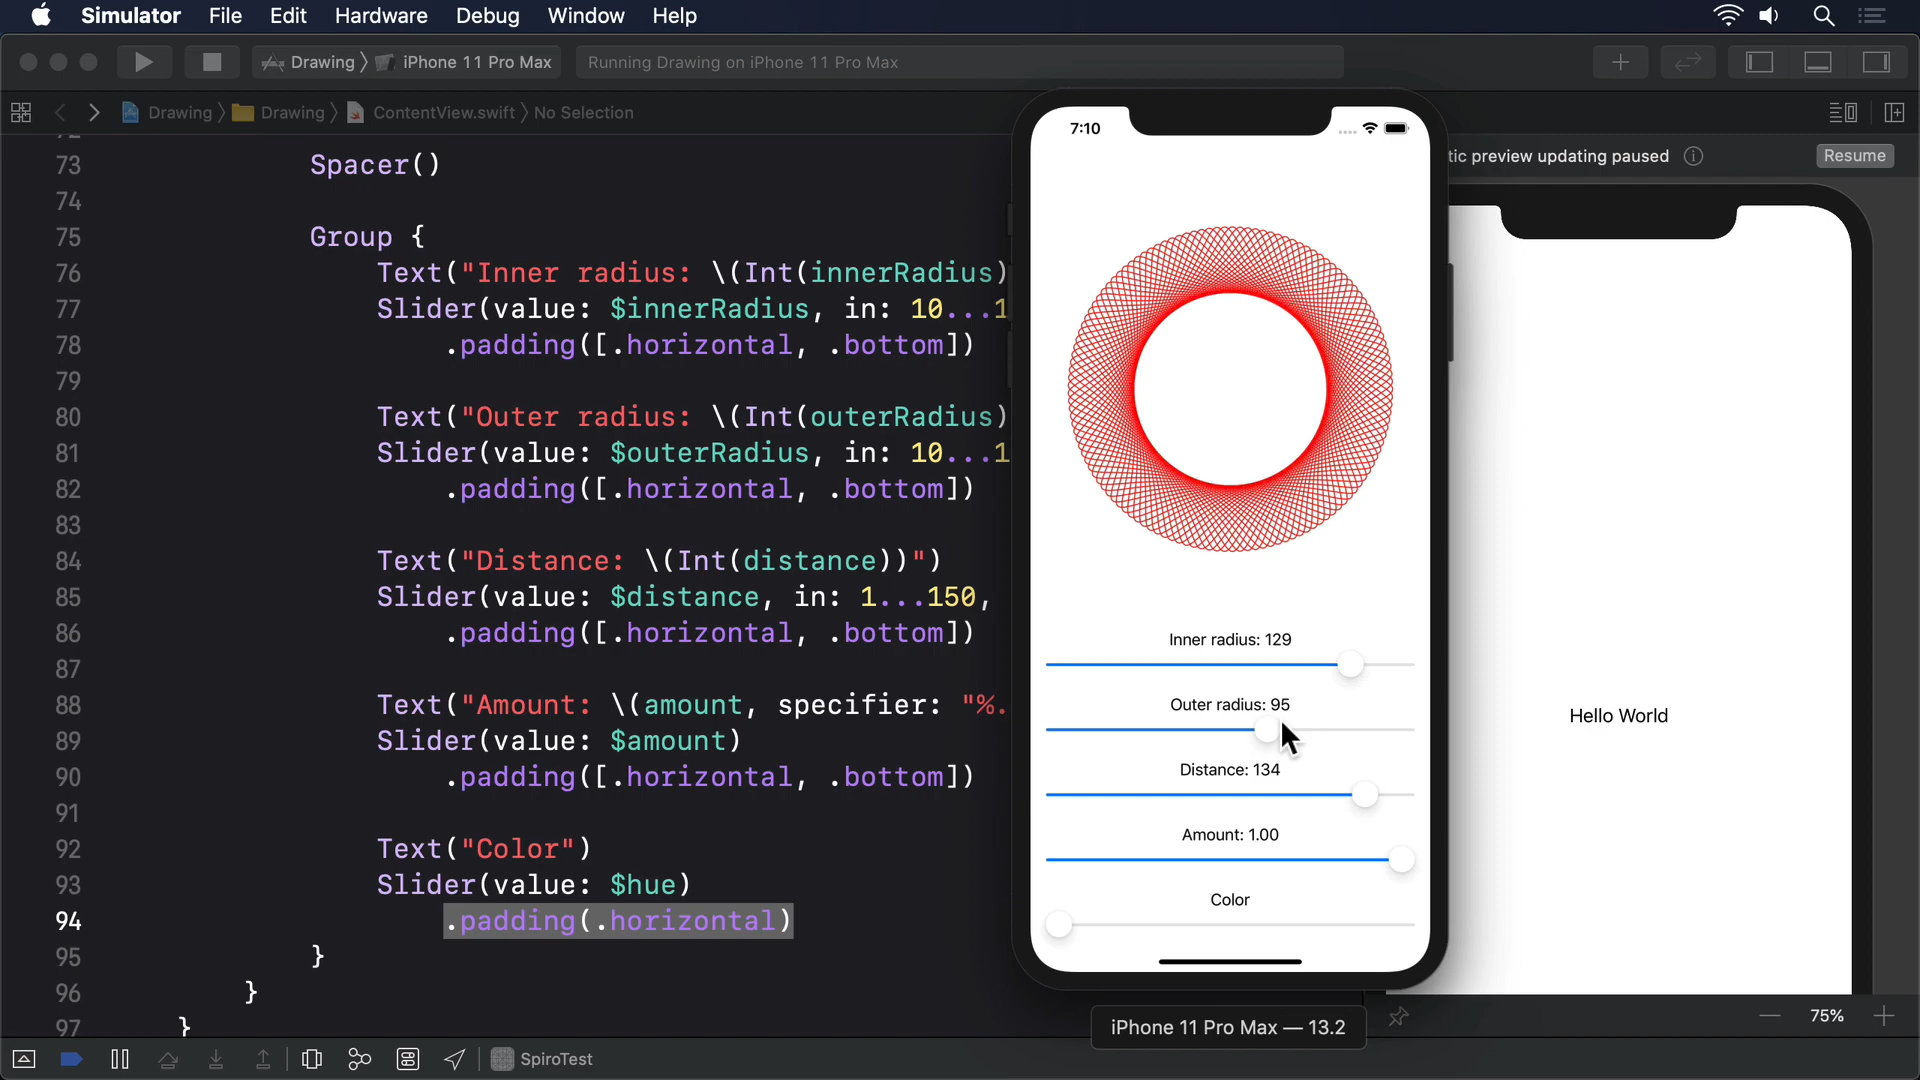 Simulator File Edit Hardware Debug Window Help
Drawing 〉 iPhone 11 Pro Max
Running Drawing on iPhone 11 Pro Max
Drawing 〉 Drawing 〉 ContentView.swift 〉 No Selection
73 Spacer()
74
75 Group {
76 Text("Inner radius: \(Int(innerRadius)
77 Slider(value: $innerRadius, in: 10...1
78 .padding([.horizontal, .bottom])
79
80 Text("Outer radius: \(Int(outerRadius)
81 Slider(value: $outerRadius, in: 10...1
82 .padding([.horizontal, .bottom])
83
84 Text("Distance: \(Int(distance))")
85 Slider(value: $distance, in: 1...150,
86 .padding([.horizontal, .bottom])
87
88 Text("Amount: \(amount, specifier: "%.
89 Slider(value: $amount)
90 .padding([.horizontal, .bottom])
91
92 Text("Color")
93 Slider(value: $hue)
94 .padding(.horizontal)
95 }
96 }
97 }
SpiroTest
7:10
Inner radius: 129
Outer radius: 95
Distance: 134
Amount: 1.00
Color
iPhone 11 Pro Max — 13.2
tic preview updating paused
Resume
Hello World
75%